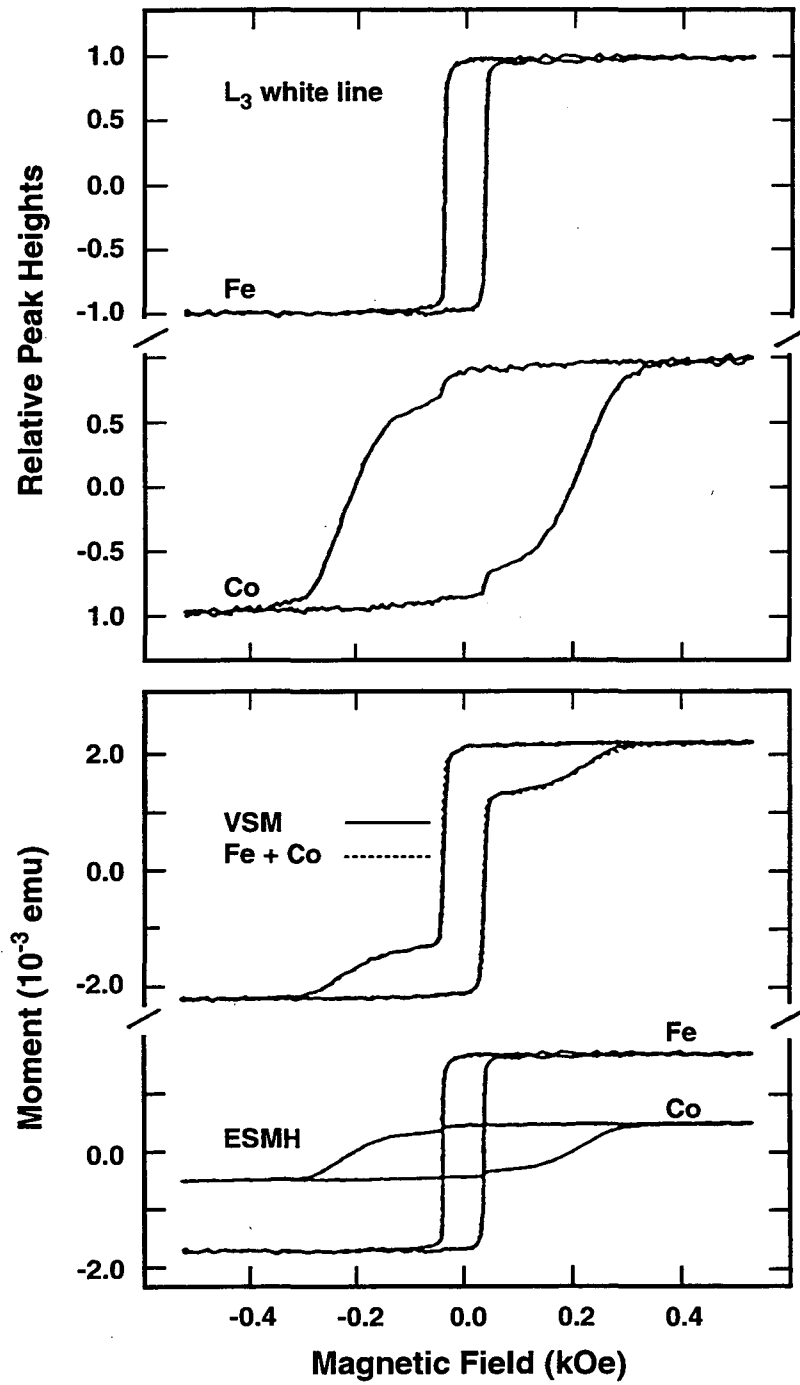 Relative Peak Heights
1.0
L₃ white line
0.5
0.0
-0.5
Fe
-1.0
0.5
0.0
-0.5
Co
1.0
Moment (10⁻³ emu)
2.0
VSM
Fe + Co
0.0
-2.0
Fe
Co
ESMH
0.0
-2.0
-0.4
-0.2
0.0
0.2
0.4
Magnetic Field (kOe)